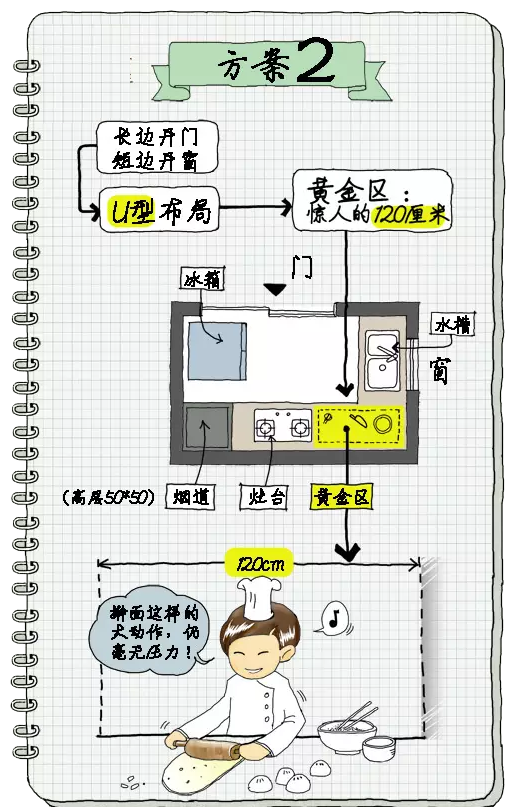 方案2
长边开门
短边开窗
U型布局
黄金区：
惊人的120厘米
门
冰箱
水槽
窗
(高层50*50)
烟道
灶台
黄金区
120cm
擀面这样的
大动作，仍
毫无压力！